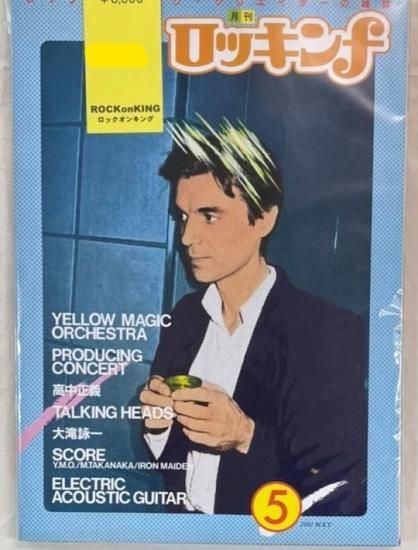 月刊
ロッキンf
ROCKonKING
ロックオンキング
YELLOW MAGIC
ORCHESTRA
PRODUCING
CONCERT
高中正義
TALKING HEADS
大滝詠一
SCORE
Y.M.O./M.TAKANAKA/IRON MAIDEN
ELECTRIC
ACOUSTIC GUITAR
5